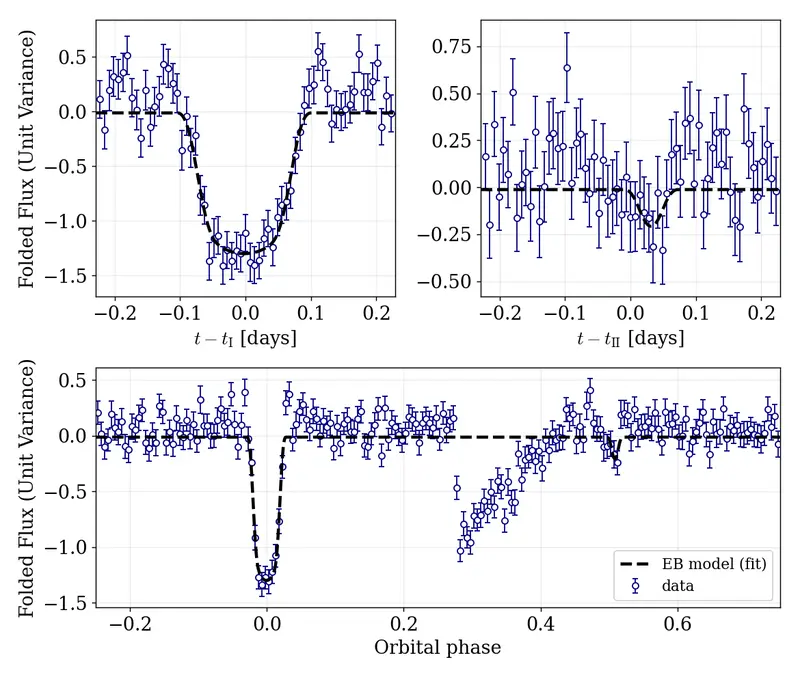 Folded Flux (Unit Variance)
0.5
0.0
−0.5
−1.0
−1.5
−0.2 −0.1 0.0 0.1 0.2
t − tI [days]
0.75
0.50
0.25
0.00
−0.25
−0.50
−0.2 −0.1 0.0 0.1 0.2
t − tII [days]
Folded Flux (Unit Variance)
0.5
0.0
−0.5
−1.0
−1.5
−0.2 0.0 0.2 0.4 0.6
Orbital phase
EB model (fit)
data